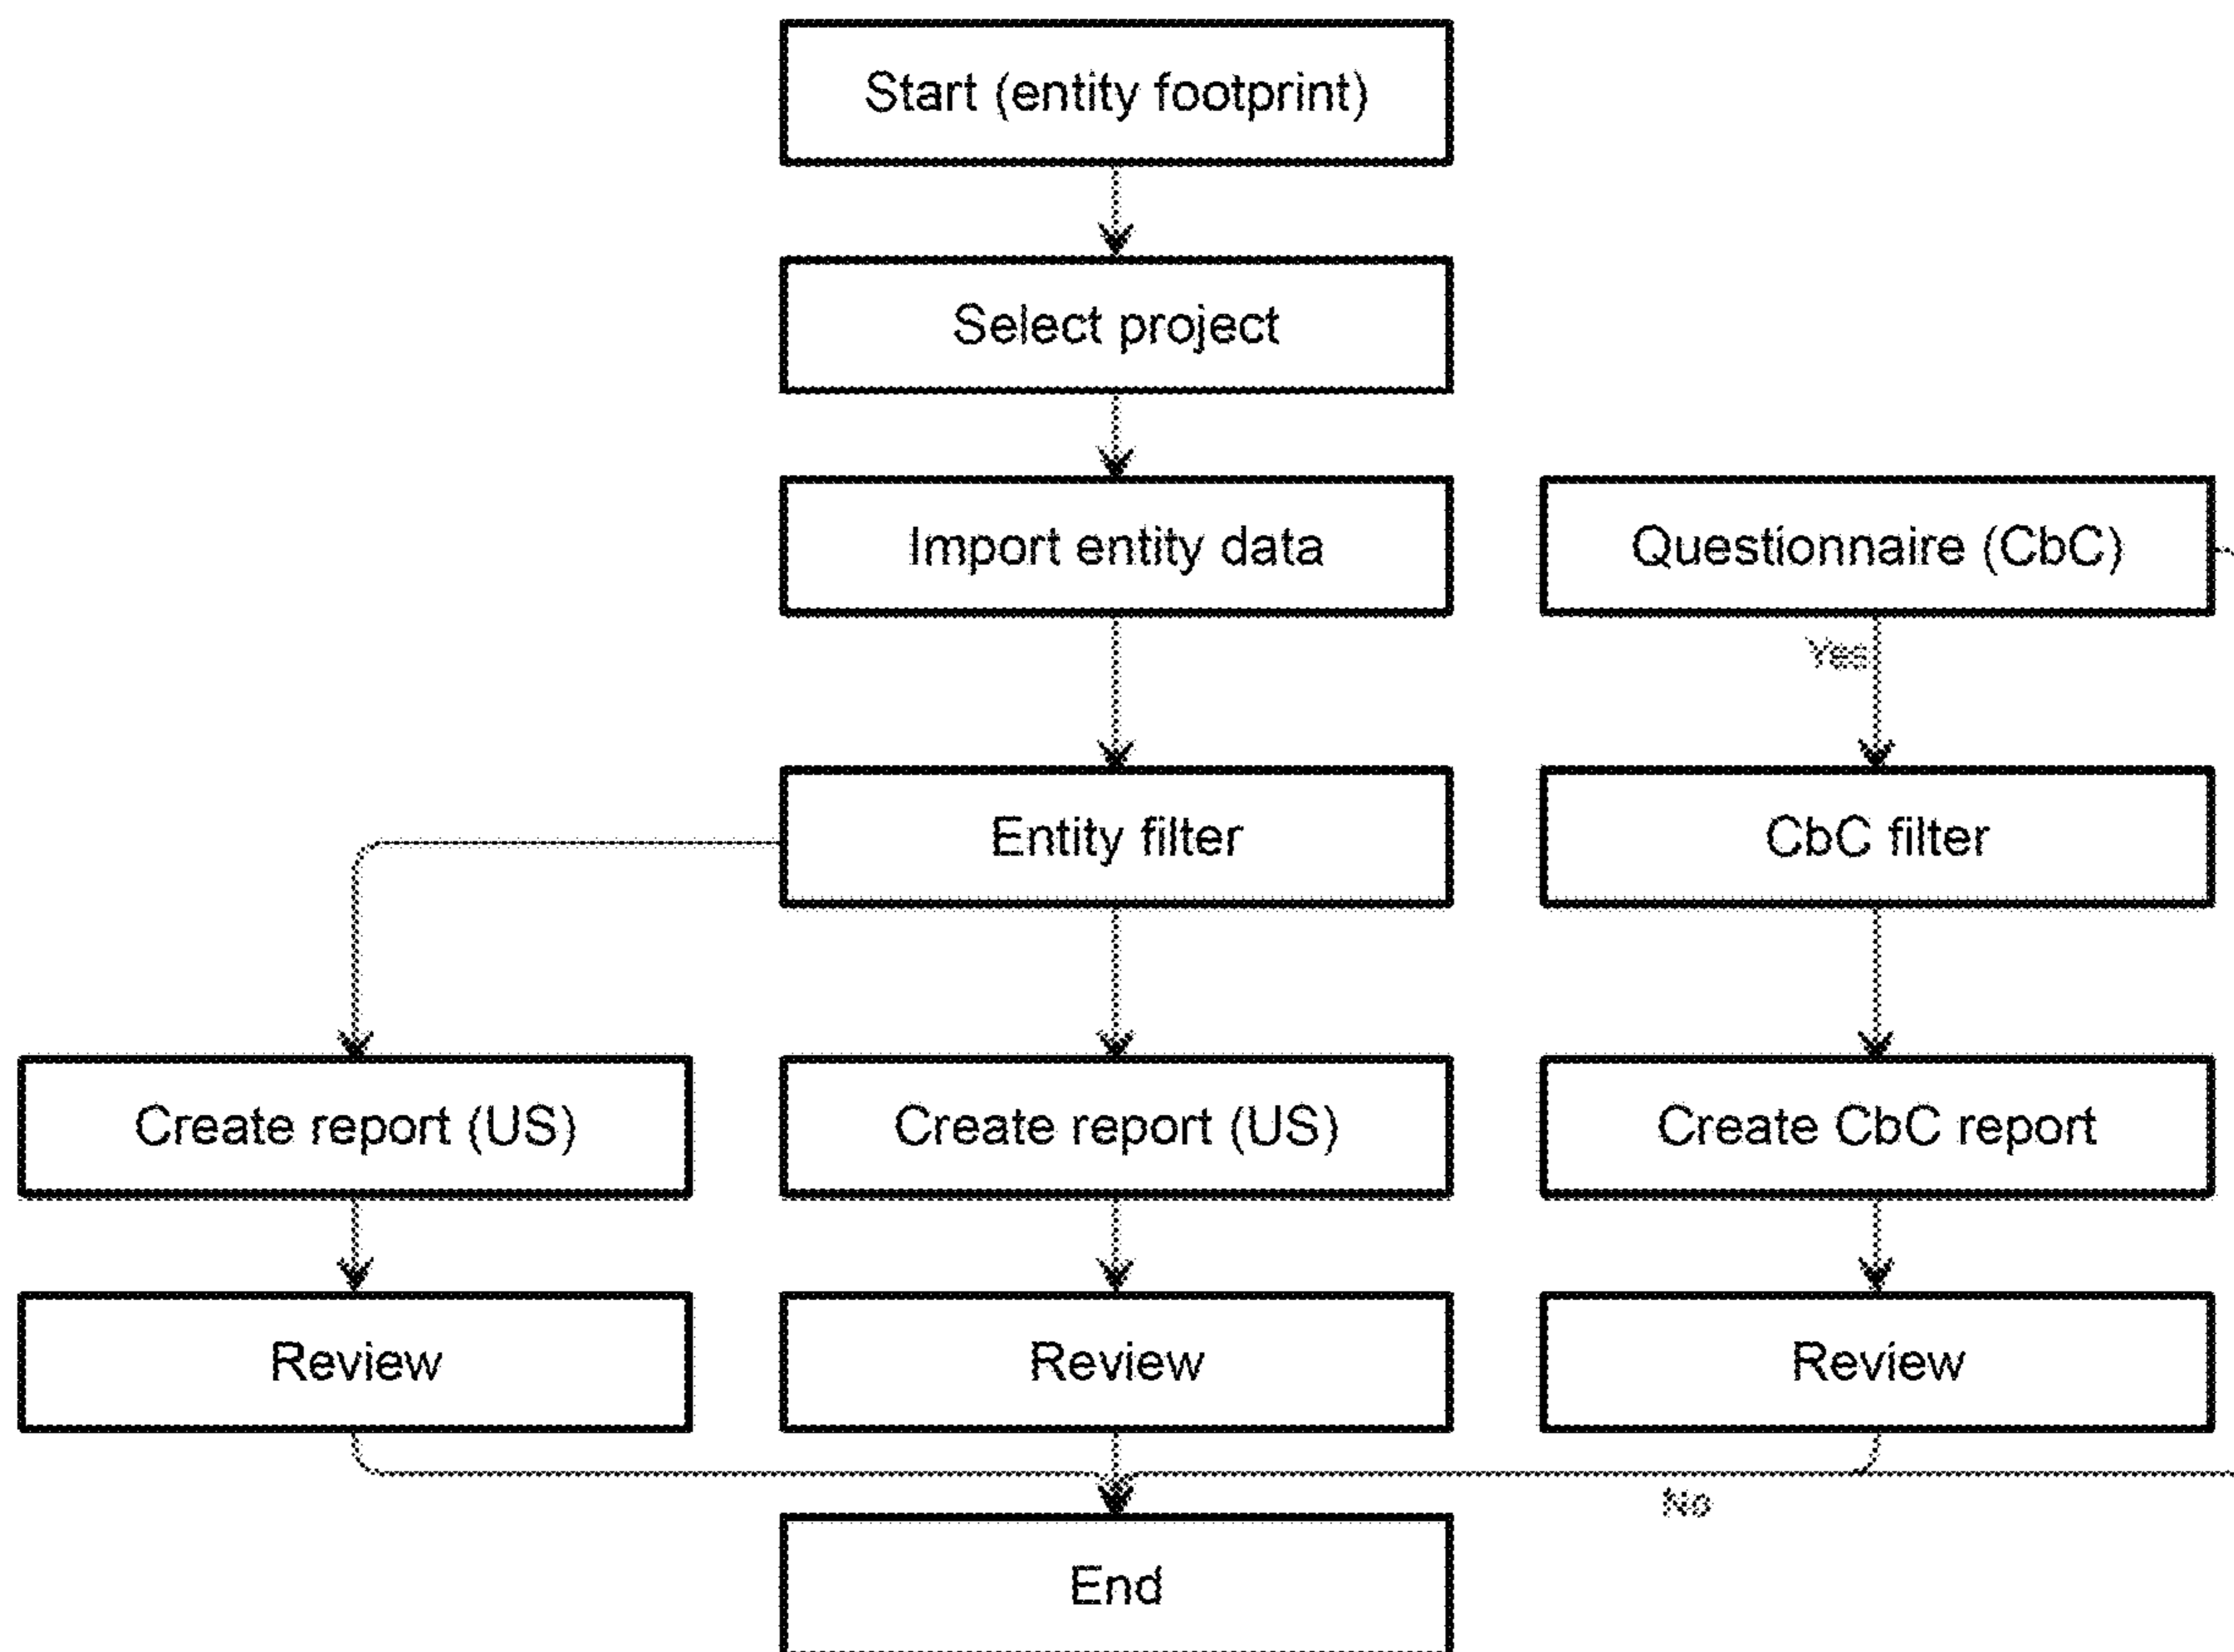 Start (entity footprint)
Select project
Import entity data
Questionnaire (CbC)
Yes
Entity filter
CbC filter
Create report (US)
Create report (US)
Create CbC report
Review
Review
Review
No
End